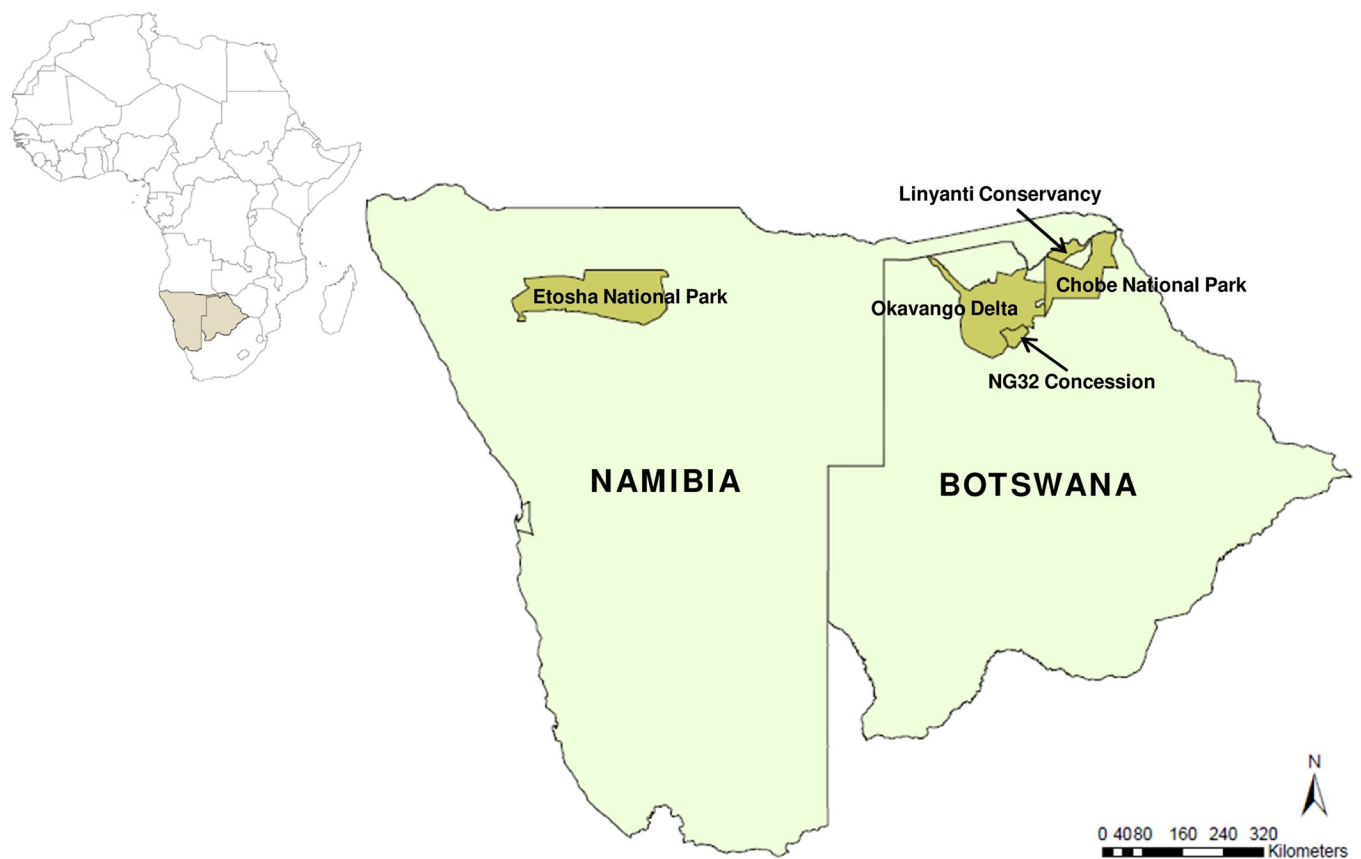 Linyanti Conservancy
Etosha National Park
Chobe National Park
Okavango Delta
NG32 Concession
NAMIBIA
BOTSWANA
N
0 40 80 160 240 320
Kilometers